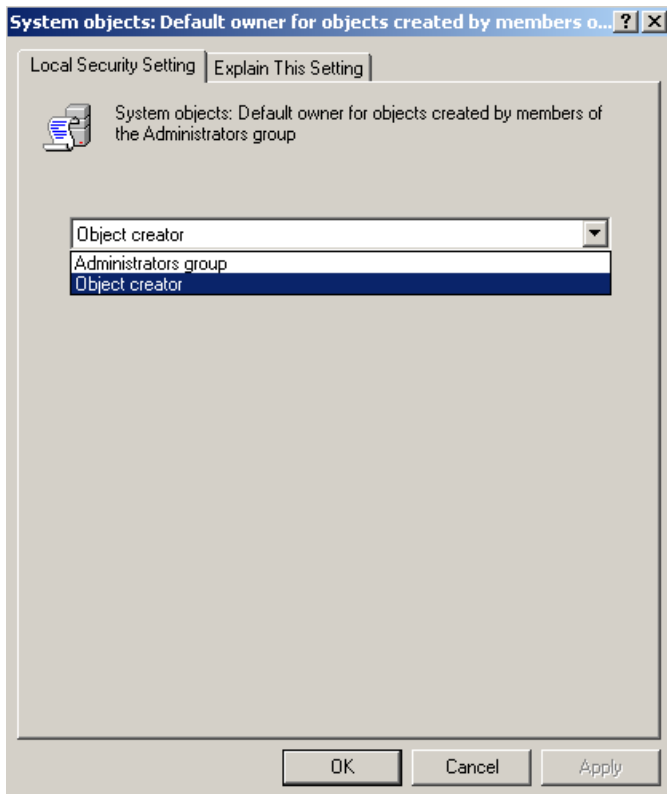 System objects: Default owner for objects created by members o...
Local Security Setting
Explain This Setting
System objects: Default owner for objects created by members of
the Administrators group
Object creator
Administrators group
Object creator
OK
Cancel
Apply